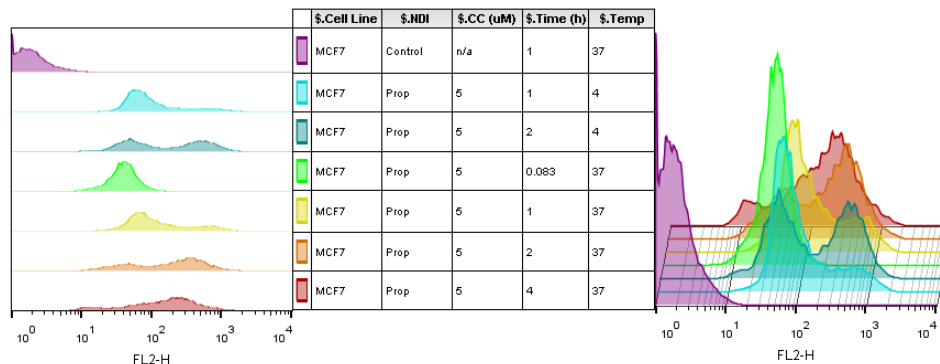 $.Cell Line $.NDI $.CC (uM) $.Time (h) $.Temp
MCF7 Control n/a 1 37
MCF7 Prop 5 1 4
MCF7 Prop 5 2 4
MCF7 Prop 5 0.083 37
MCF7 Prop 5 1 37
MCF7 Prop 5 2 37
MCF7 Prop 5 4 37
10^0 10^1 10^2 10^3 10^4
FL2-H
10^0 10^1 10^2 10^3 10^4
FL2-H